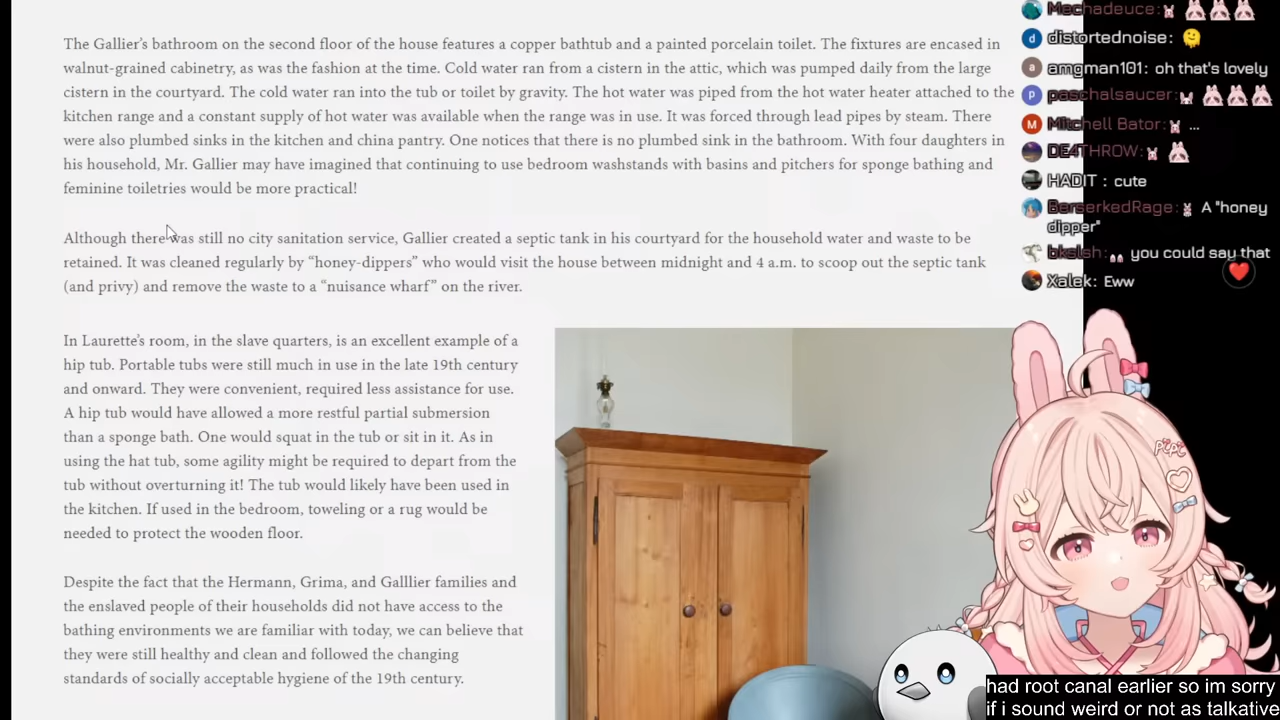 The Gallier's bathroom on the second floor of the house features a copper bathtub and a painted porcelain toilet. The fixtures are encased in
walnut-grained cabinetry, as was the fashion of the time. Cold water ran from a cistern in the attic, which was pumped daily from the large
cistern in the courtyard. The cold water ran into the tub or toilet by gravity. The hot water was piped from the hot water heater attached to the
kitchen range and a constant supply of hot water was available when the range was in use. It was forced through lead pipes by steam. There
were also plumbed sinks in the kitchen and pantry. One notices that there is no plumbed sink in the bathroom. With four daughters in
his household, Mr. Gallier may have imagined that continuing to use bedroom washstands with basins and pitchers for sponge bathing and
feminine toiletries would be more practical!
Although there was still no city sanitation, Gallier created a septic tank in his courtyard for the household water and waste to be
retained. It was cleaned regularly by "honey dippers" who would visit the house between midnight and 4 a.m. to scoop out the septic tank
(and privy) and remove the waste to a "nuisance wharf" on the river.
In Laurette's room, in the slave quarters, is an excellent example of a
hip tub. Portable tubs were still much in use in the late 19th century
and onward. They were convenient, required less assistance for use.
A hip tub would have allowed a more restful partial submersion
than a sponge bath. One would squat in the tub or sit in it. As in
using the hat tub, some agility might be required to depart from the
tub without overturning it! The tub would likely have been used in
the kitchen. If used in the bedroom, toweling or a rug would be
needed to protect the wooden floor.
Despite the fact that the Hermann, Grima, and Galllier families and
the enslaved people of their households did not have access to the
bathing environments we are familiar with today, we can believe that
they were still healthy and clean and followed the changing
standards of socially acceptable hygiene of the 19th century.
Mechadeuce:
d distortednoise:
a amgman101: oh that's lovely
p paschalsaucer:
M Mitchell Bator: ...
DE4THROW:
HADIT : cute
BerserkedRage: A "honey
dipper"
bkslsh: you could say that
Xalek: Eww
PiPi
had root canal earlier so im sorry
if i sound weird or not as talkative